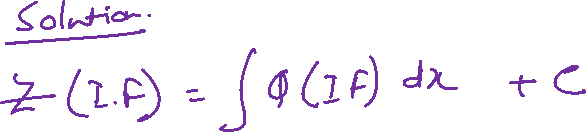 Solution.
Z (I.F) = ∫ Q (IF) dx + C